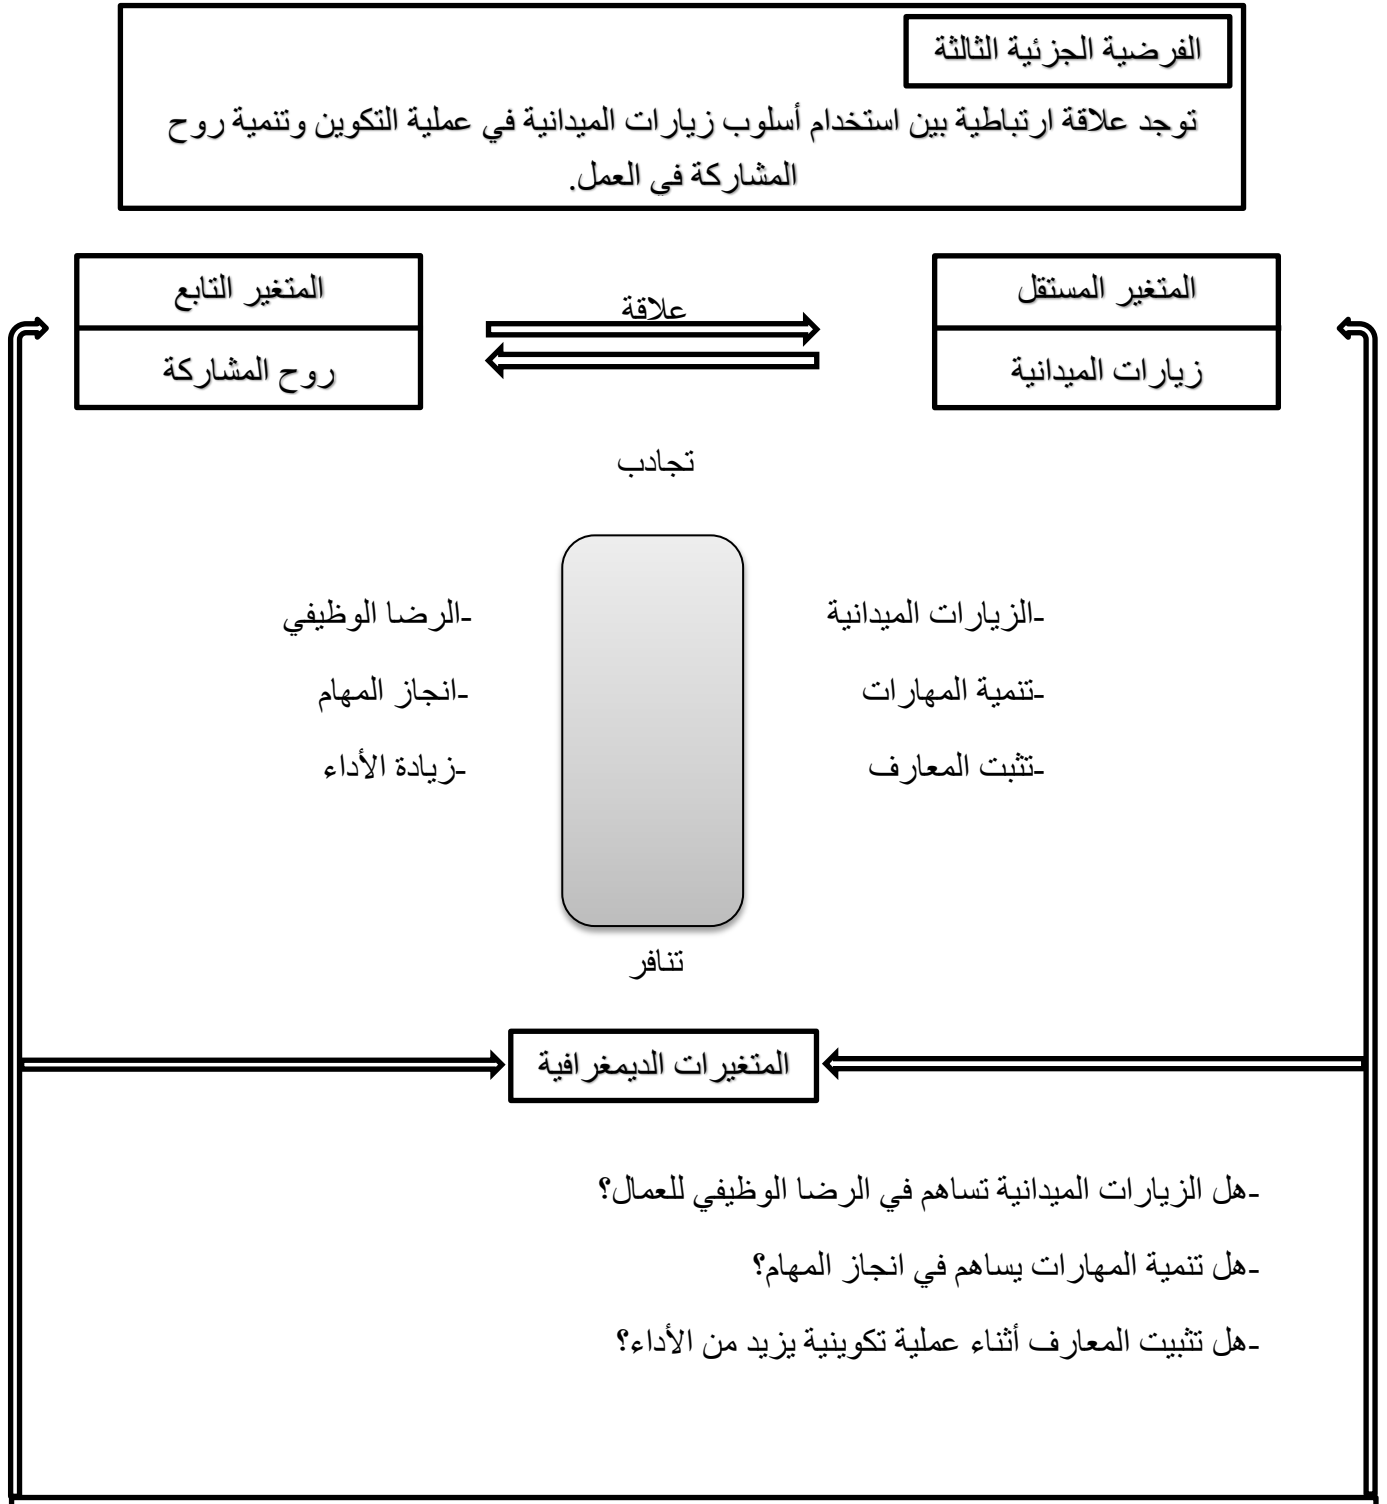 الفرضية الجزئية الثالثة
توجد علاقة ارتباطية بين استخدام أسلوب زيارات الميدانية في عملية التكوين وتنمية روح
المشاركة في العمل.
المتغير المستقل
علاقة
المتغير التابع
زيارات الميدانية
روح المشاركة
تجادب
-الزيارات الميدانية
-الرضا الوظيفي
-تنمية المهارات
-انجاز المهام
-تثبت المعارف
-زيادة الأداء
تنافر
المتغيرات الديمغرافية
-هل الزيارات الميدانية تساهم في الرضا الوظيفي للعمال؟
-هل تنمية المهارات يساهم في انجاز المهام؟
-هل تثبيت المعارف أثناء عملية تكوينية يزيد من الأداء؟